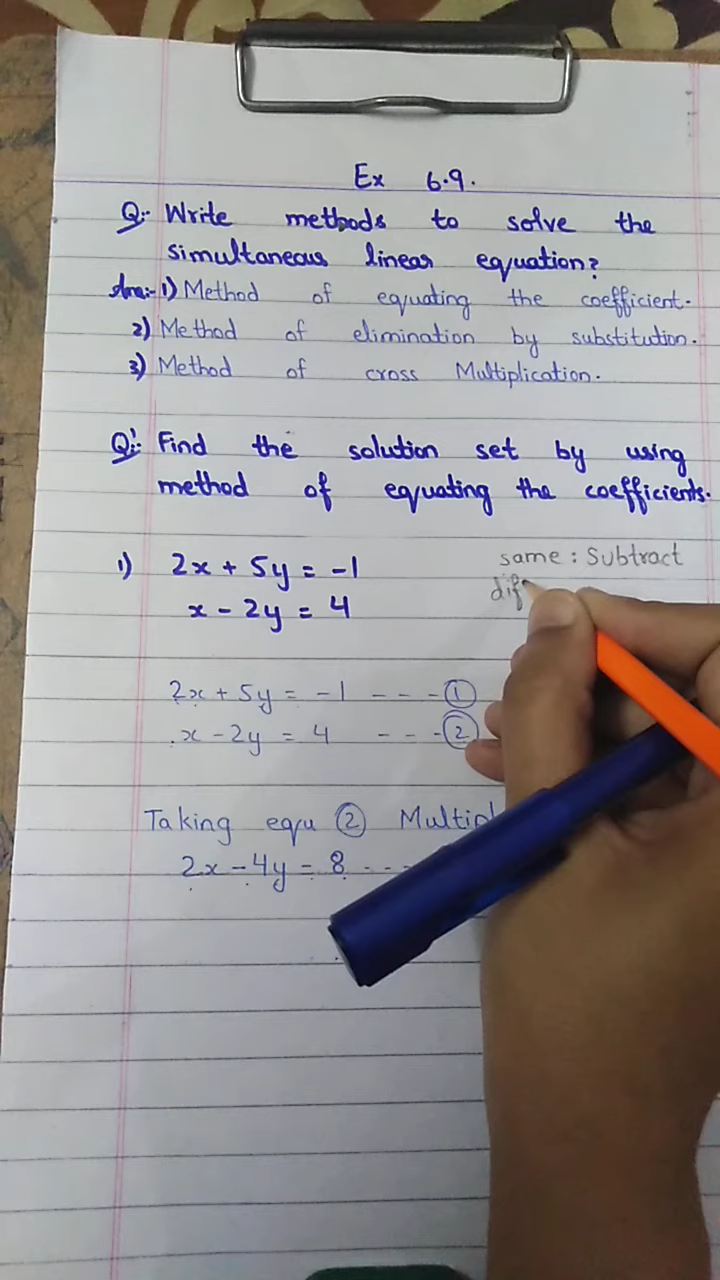 Ex 6.9.
Q:- Write methods to solve the
simultaneous linear equation?
Ans:- 1) Method of equating the coefficient.
2) Method of elimination by substitution.
3) Method of cross Multiplication.
Q1:- Find the solution set by using
method of equating the coefficients.
1) 2x + 5y = -1
x - 2y = 4
same : Subtract
2x + 5y = -1 - - - ①
x - 2y = 4 - - - ②
Taking equ ②
2x - 4y = 8 - - -